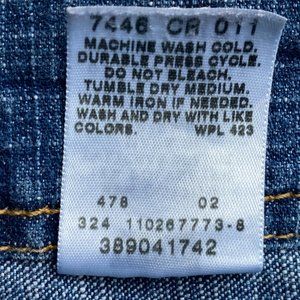 7446 CR 011
MACHINE WASH COLD.
DURABLE PRESS CYCLE.
DO NOT BLEACH.
TUMBLE DRY MEDIUM.
WARM IRON IF NEEDED.
WASH AND DRY WITH LIKE
COLORS. WPL 423
478 02
324 110267773-8
389041742